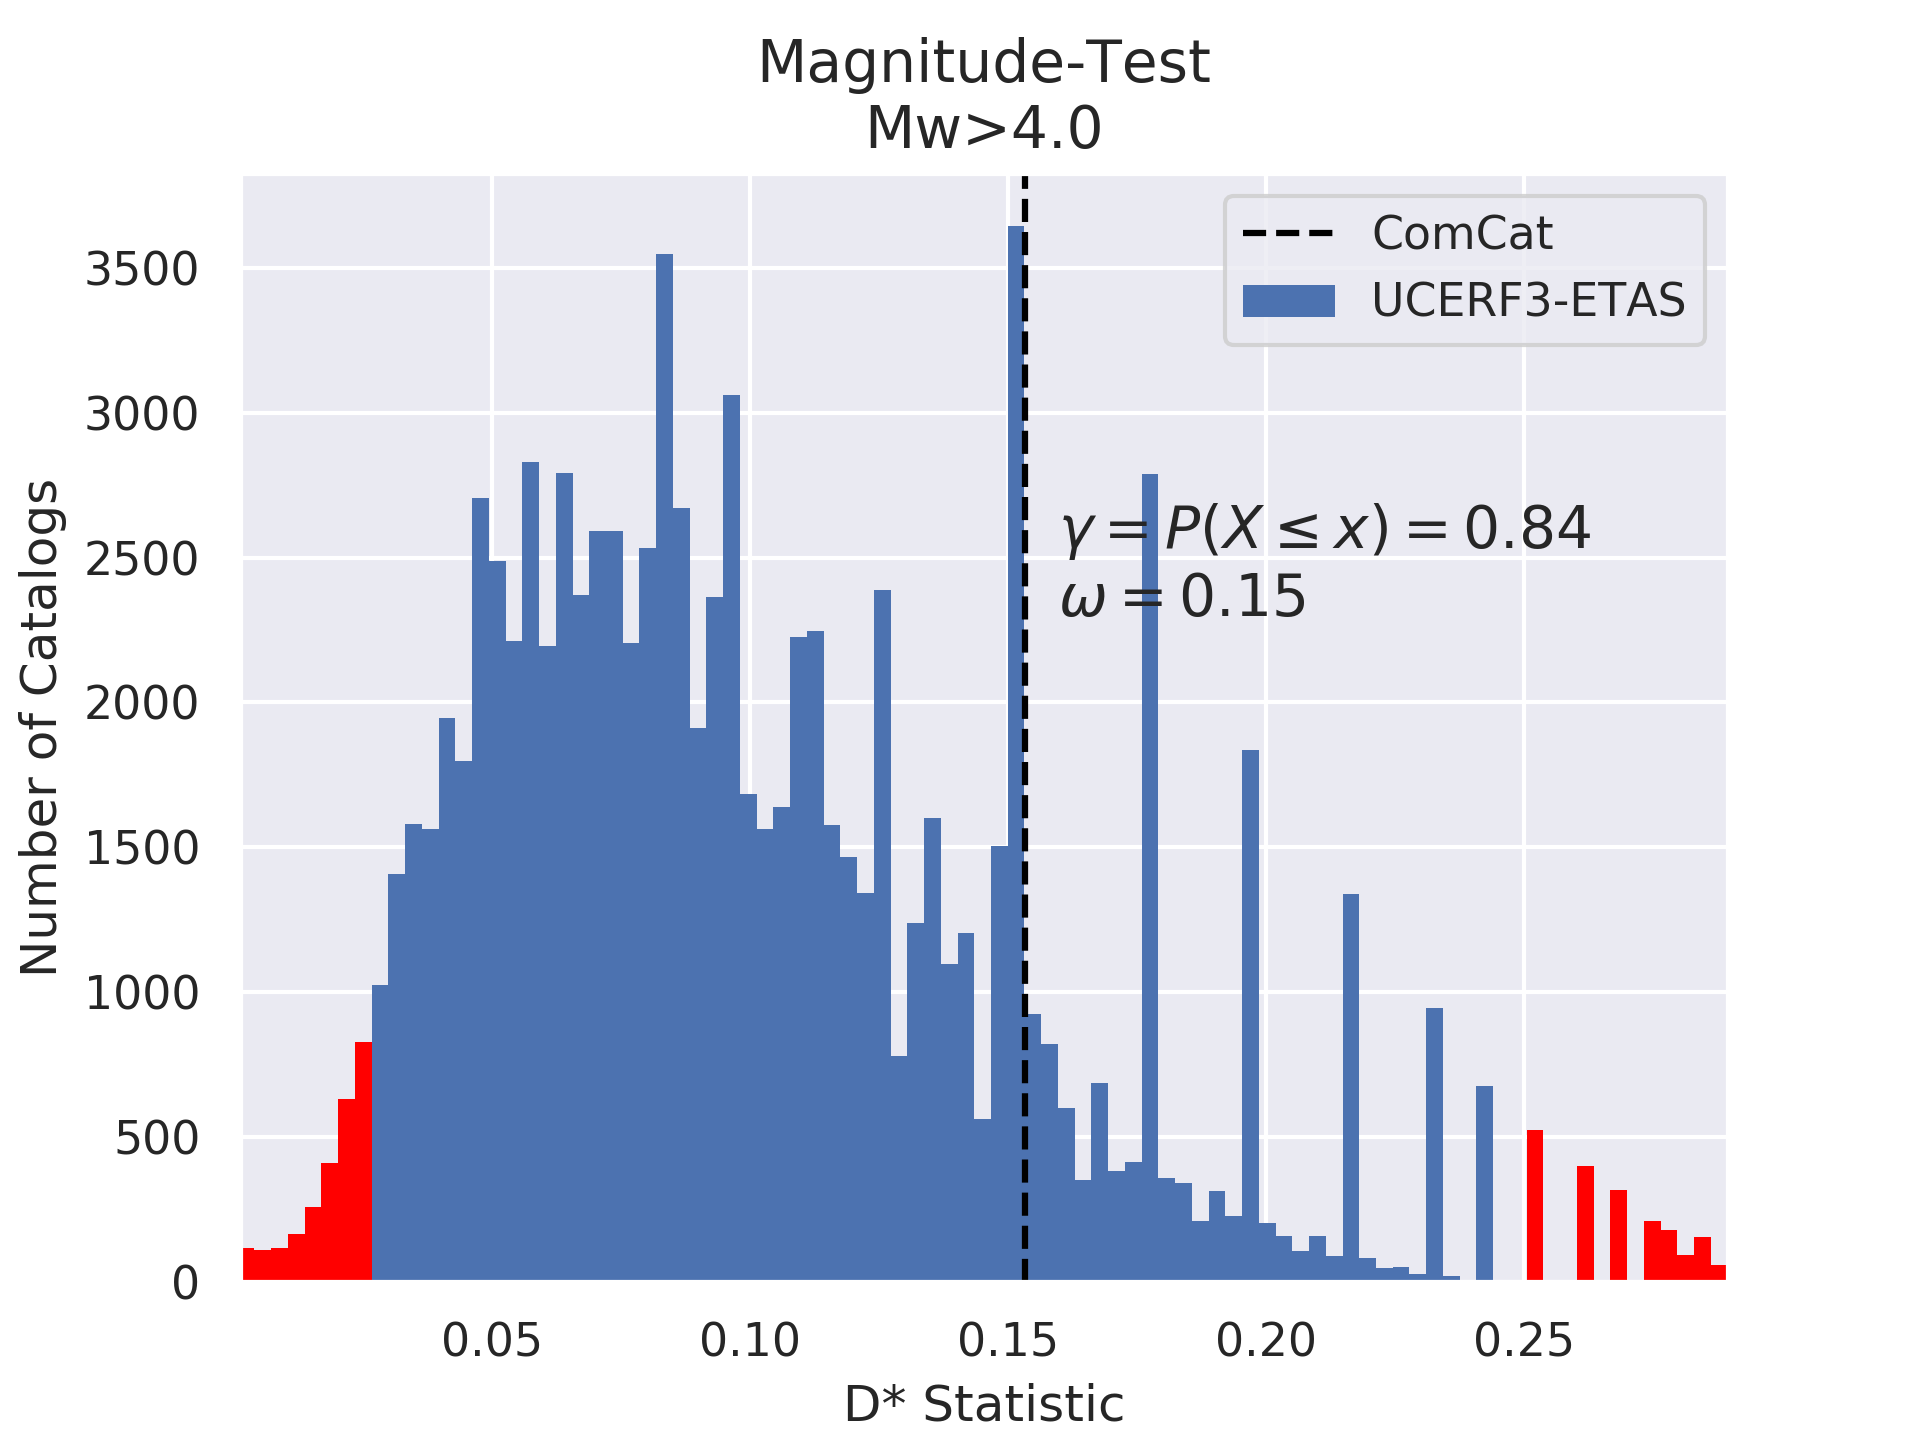 Magnitude-Test
Mw>4.0
ComCat
UCERF3-ETAS
γ = P(X ≤ x) = 0.84
ω = 0.15
Number of Catalogs
3500
3000
2500
2000
1500
1000
500
0
0.05 0.10 0.15 0.20 0.25
D* Statistic